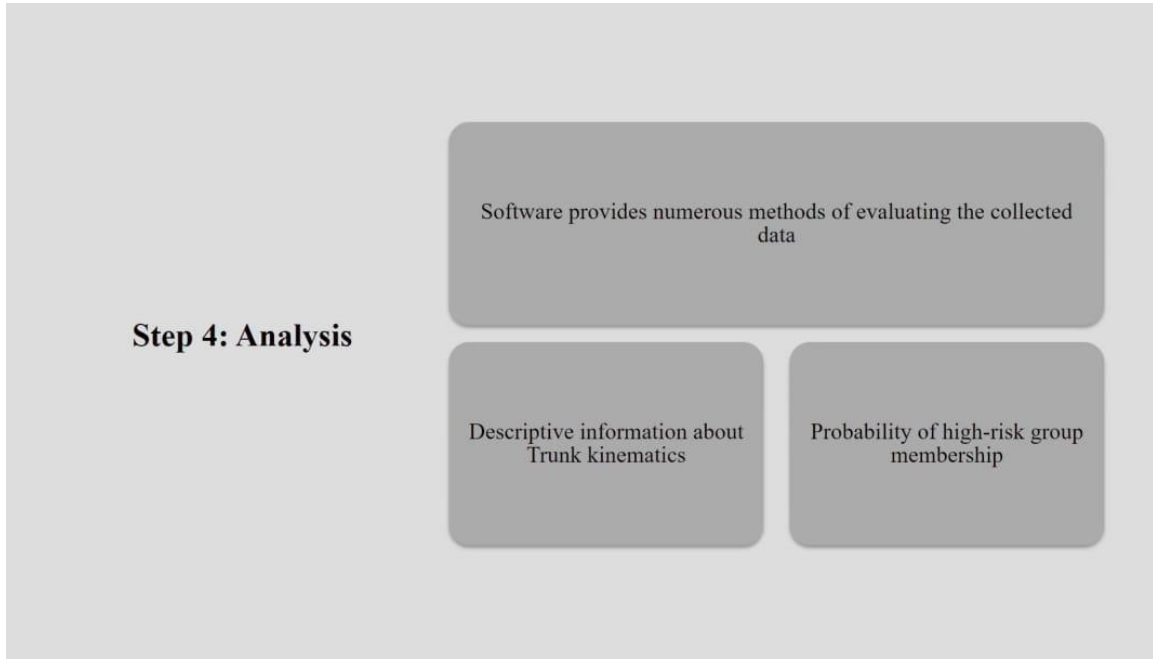 Step 4: Analysis
Software provides numerous methods of evaluating the collected
data
Descriptive information about
Trunk kinematics
Probability of high-risk group
membership